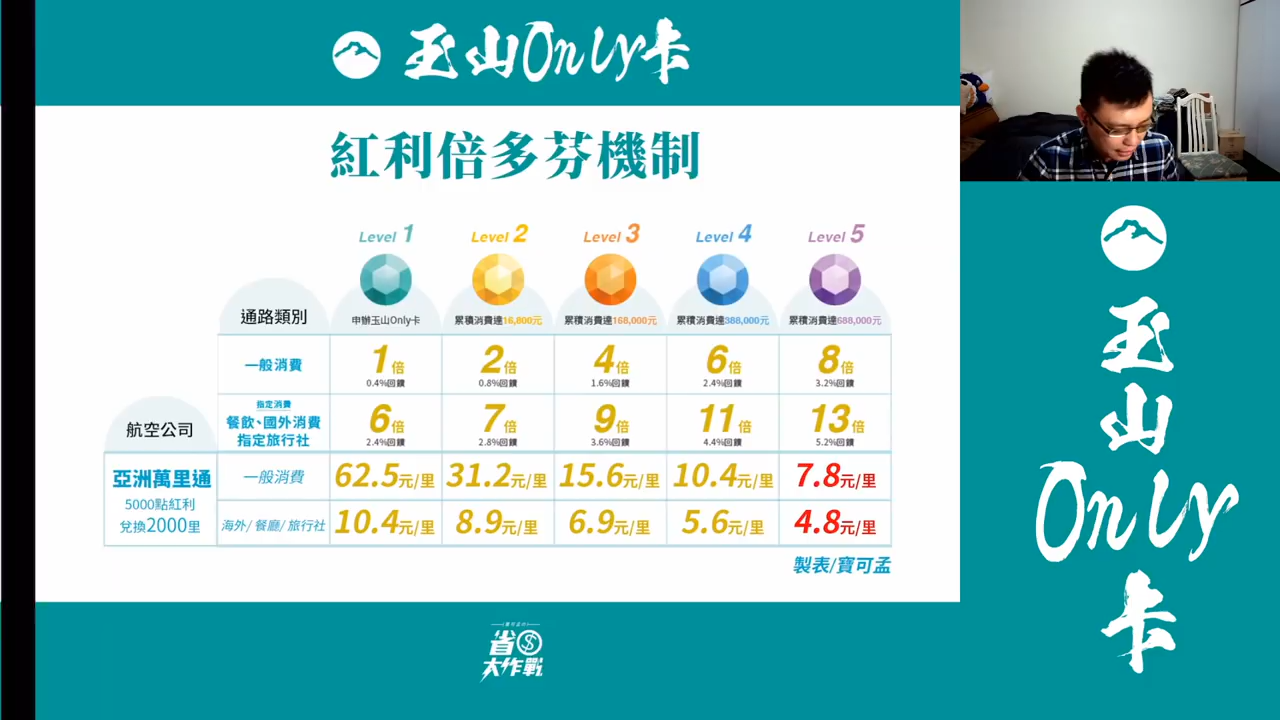 玉山Only卡
紅利倍多芬機制
Level 1 Level 2 Level 3 Level 4 Level 5
通路類別 申辦玉山Only卡 累積消費達16,800元 累積消費達168,000元 累積消費達388,000元 累積消費達688,000元
一般消費 1倍 2倍 4倍 6倍 8倍
0.4%回饋 0.8%回饋 1.6%回饋 2.4%回饋 3.2%回饋
航空公司
指定消費
餐飲、國外消費
指定旅行社
6倍 7倍 9倍 11倍 13倍
2.4%回饋 2.8%回饋 3.6%回饋 4.4%回饋 5.2%回饋
亞洲萬里通
5000點紅利
兌換2000里
一般消費 62.5元/里 31.2元/里 15.6元/里 10.4元/里 7.8元/里
海外/餐廳/旅行社 10.4元/里 8.9元/里 6.9元/里 5.6元/里 4.8元/里
製表/寶可孟
省
大作戰
玉山Only卡